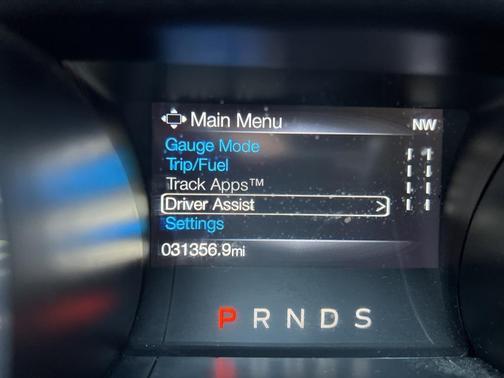 Main Menu
NW
Gauge Mode
Trip/Fuel
Track Apps™
Driver Assist >
Settings
031356.9mi
P R N D S